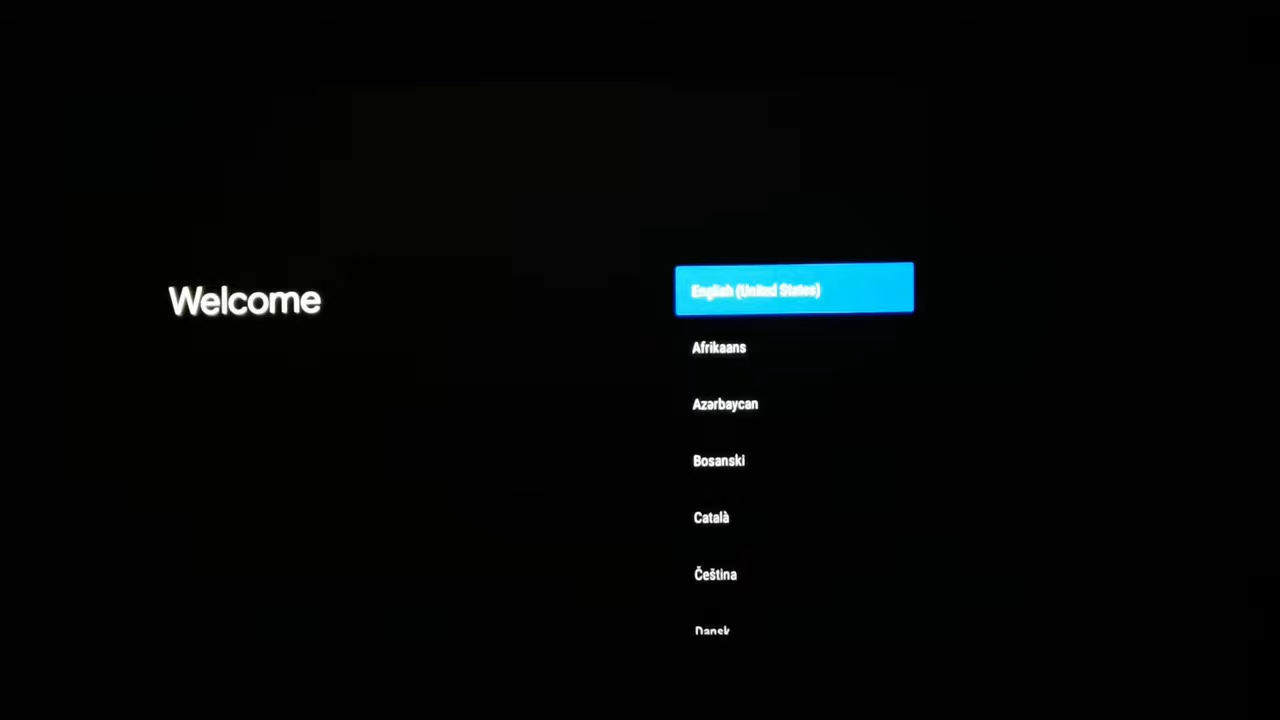 Welcome
English (United States)
Afrikaans
Azərbaycan
Bosanski
Català
Čeština
Dansk